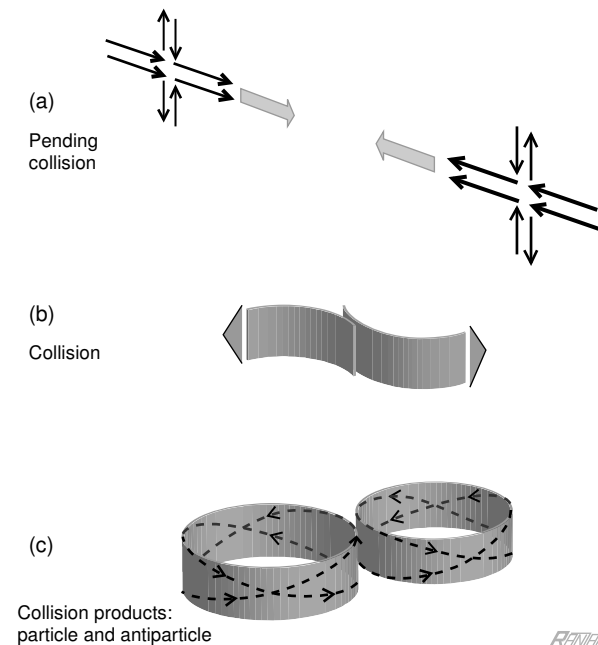 (a)
Pending
collision
(b)
Collision
(c)
Collision products:
particle and antiparticle